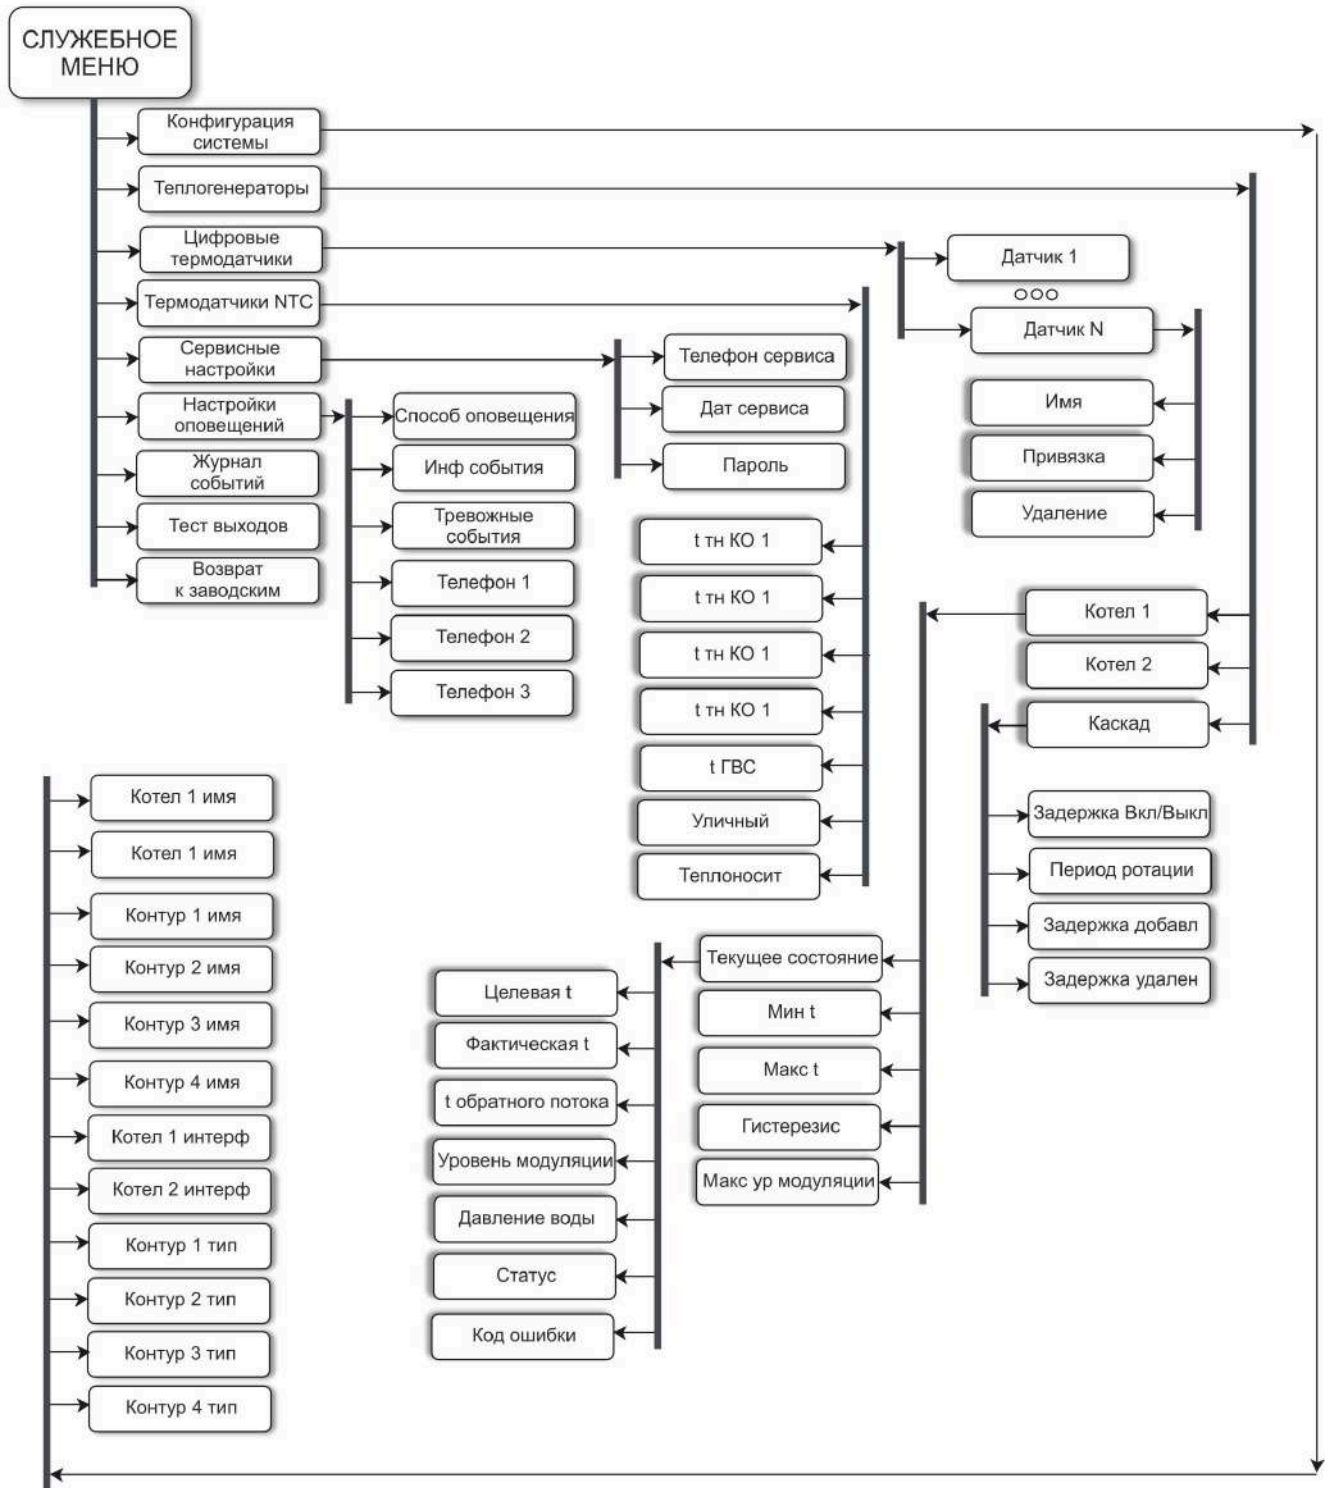 СЛУЖЕБНОЕ
МЕНЮ
Конфигурация
системы
Теплогенераторы
Цифровые
термодатчики
Термодатчики NTC
Сервисные
настройки
Настройки
оповещений
Журнал
событий
Тест выходов
Возврат
к заводским
Способ оповещения
Инф события
Тревожные
события
Телефон 1
Телефон 2
Телефон 3
Телефон сервиса
Дат сервиса
Пароль
Датчик 1
ооо
Датчик N
Имя
Привязка
Удаление
t тн КО 1
t тн КО 1
t тн КО 1
t тн КО 1
t ГВС
Уличный
Теплоносит
Котел 1
Котел 2
Каскад
Задержка Вкл/Выкл
Период ротации
Задержка добавл
Задержка удален
Текущее состояние
Мин t
Макс t
Гистерезис
Макс ур модуляции
Целевая t
Фактическая t
t обратного потока
Уровень модуляции
Давление воды
Статус
Код ошибки
Котел 1 имя
Котел 1 имя
Контур 1 имя
Контур 2 имя
Контур 3 имя
Контур 4 имя
Котел 1 интерф
Котел 2 интерф
Контур 1 тип
Контур 2 тип
Контур 3 тип
Контур 4 тип